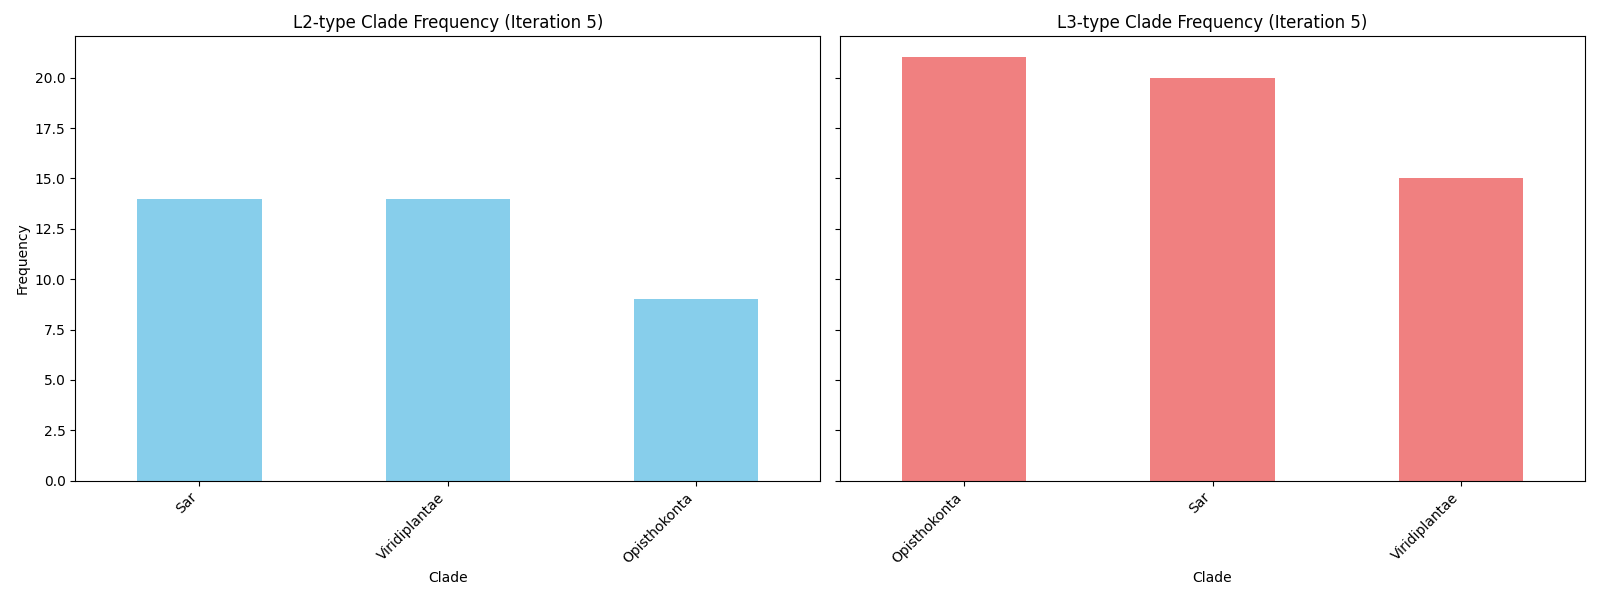 L2-type Clade Frequency (Iteration 5)
L3-type Clade Frequency (Iteration 5)
Frequency
20.0
17.5
15.0
12.5
10.0
7.5
5.0
2.5
0.0
Sar
Viridiplantae
Opisthokonta
Clade
Opisthokonta
Sar
Viridiplantae
Clade